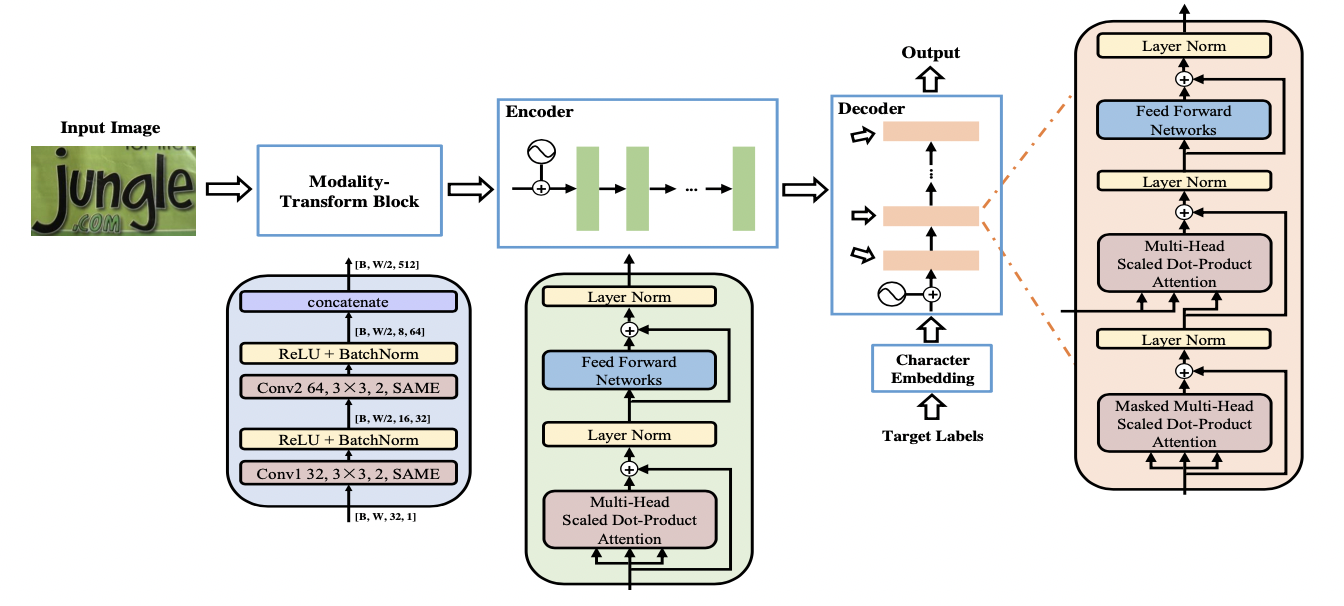 Input Image
for life
jungle
.COM
Modality-
Transform Block
[B, W/2, 512]
concatenate
[B, W/2, 8, 64]
ReLU + BatchNorm
Conv2 64, 3×3, 2, SAME
[B, W/2, 16, 32]
ReLU + BatchNorm
Conv1 32, 3×3, 2, SAME
[B, W, 32, 1]
Encoder
...
Layer Norm
Feed Forward
Networks
Layer Norm
Multi-Head
Scaled Dot-Product
Attention
Output
Decoder
...
Character
Embedding
Target Labels
Layer Norm
Feed Forward
Networks
Layer Norm
Multi-Head
Scaled Dot-Product
Attention
Layer Norm
Masked Multi-Head
Scaled Dot-Product
Attention